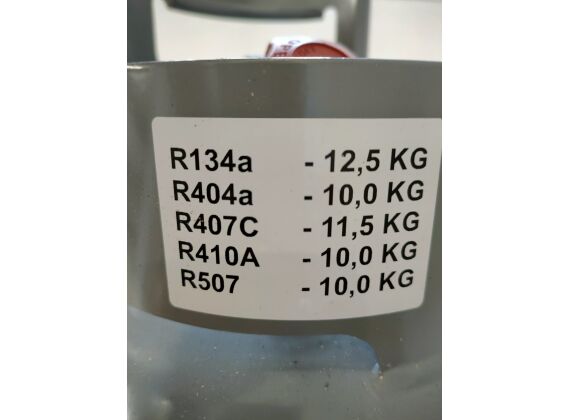 R134a - 12,5 KG
R404a - 10,0 KG
R407C - 11,5 KG
R410A - 10,0 KG
R507 - 10,0 KG